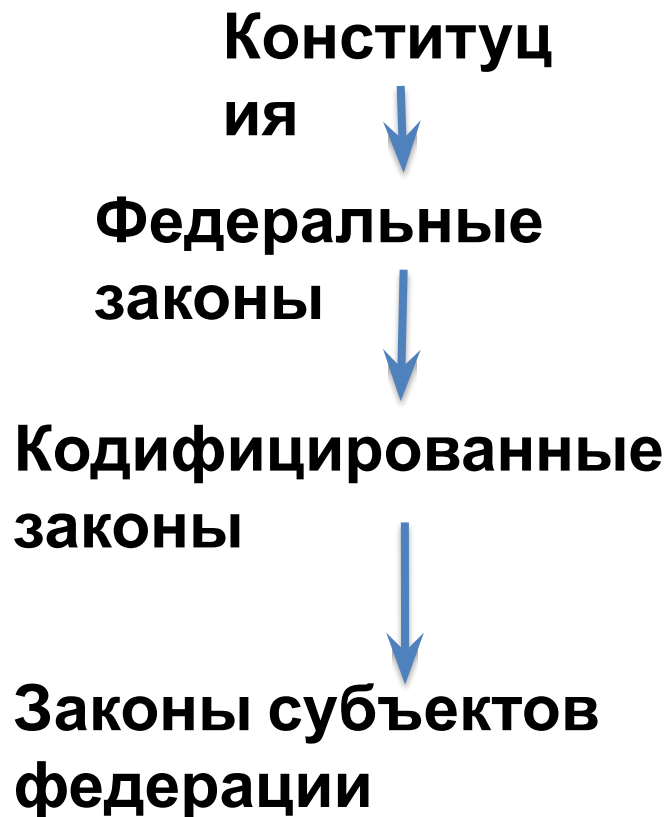 Конституц
ия
Федеральные
законы
Кодифицированные
законы
Законы субъектов
федерации